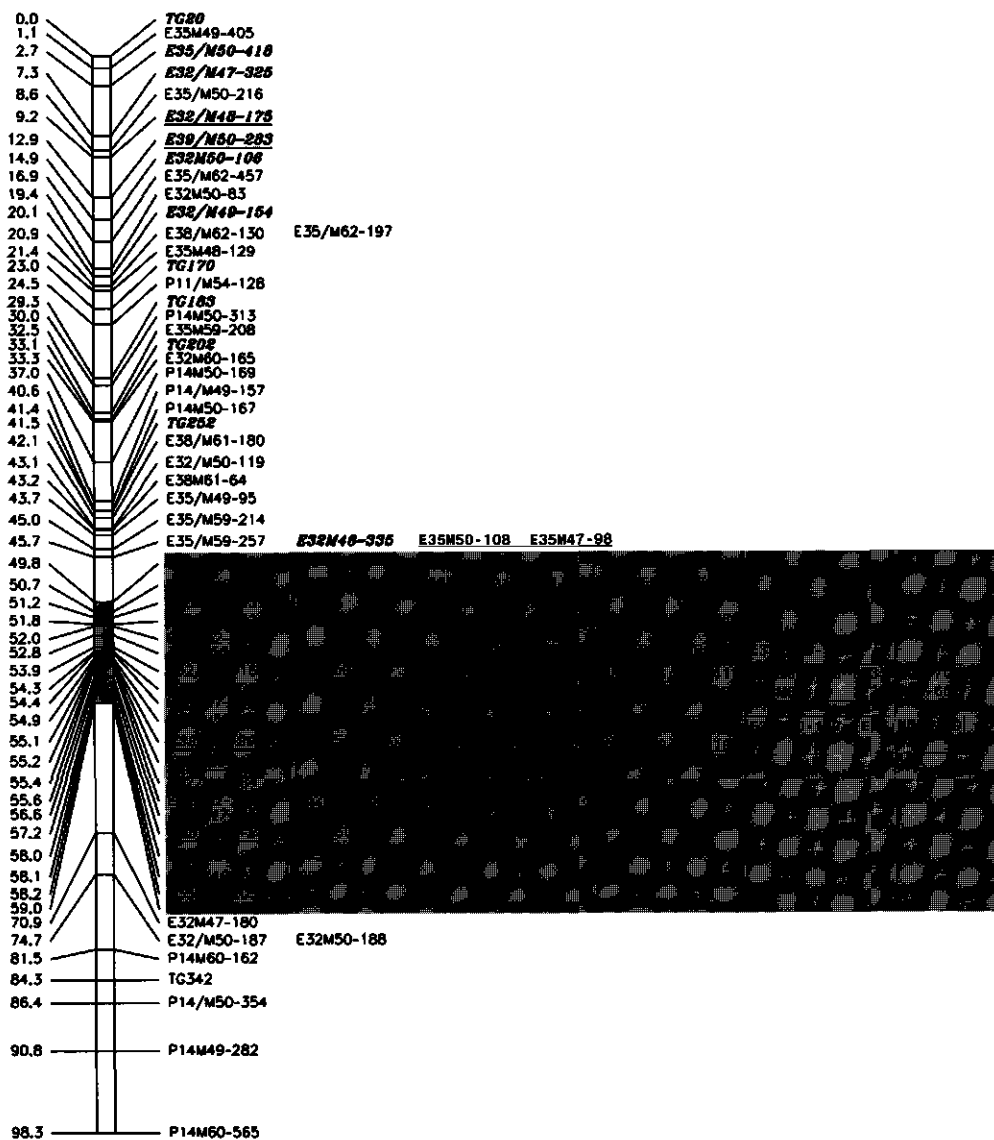 0.0 TG20
1.1 E35M49-405
2.7 E35/M50-418
7.3 E32/M47-325
8.6 E35/M50-216
9.2 E32/M48-175
12.9 E39/M50-283
14.9 E32M50-106
16.9 E35/M62-457
19.4 E32M50-83
20.1 E32/M49-154
20.9 E38/M62-130 E35/M62-197
21.4 E35M48-129
23.0 TG170
24.5 P11/M54-128
29.3 TG183
30.0 P14M50-313
32.5 E35M59-208
33.1 TG202
33.3 E32M60-165
37.0 P14M50-169
40.6 P14/M49-157
41.4 P14M50-167
41.5 TG252
42.1 E38/M61-180
43.1 E32/M50-119
43.2 E38M61-64
43.7 E35/M49-95
45.0 E35/M59-214
45.7 E35/M59-257 E32M48-335 E35M50-108 E35M47-98
49.8
50.7
51.2
51.8
52.0
52.8
53.9
54.3
54.4
54.9
55.1
55.2
55.4
55.6
56.6
57.2
58.0
58.1
58.2
59.0
70.9 E32M47-180
74.7 E32/M50-187 E32M50-188
81.5 P14M60-162
84.3 TG342
86.4 P14/M50-354
90.8 P14M49-282
98.3 P14M60-565